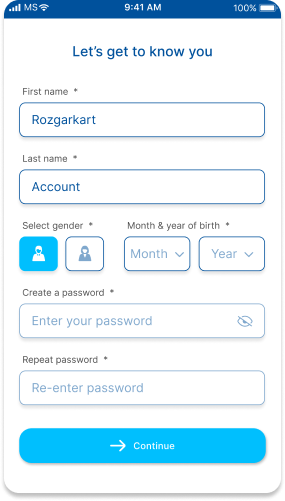 MS 9:41 AM 100%
Let's get to know you
First name *
Rozgarkart
Last name *
Account
Select gender * Month & year of birth *
Month Year
Create a password *
Enter your password
Repeat password *
Re-enter password
Continue